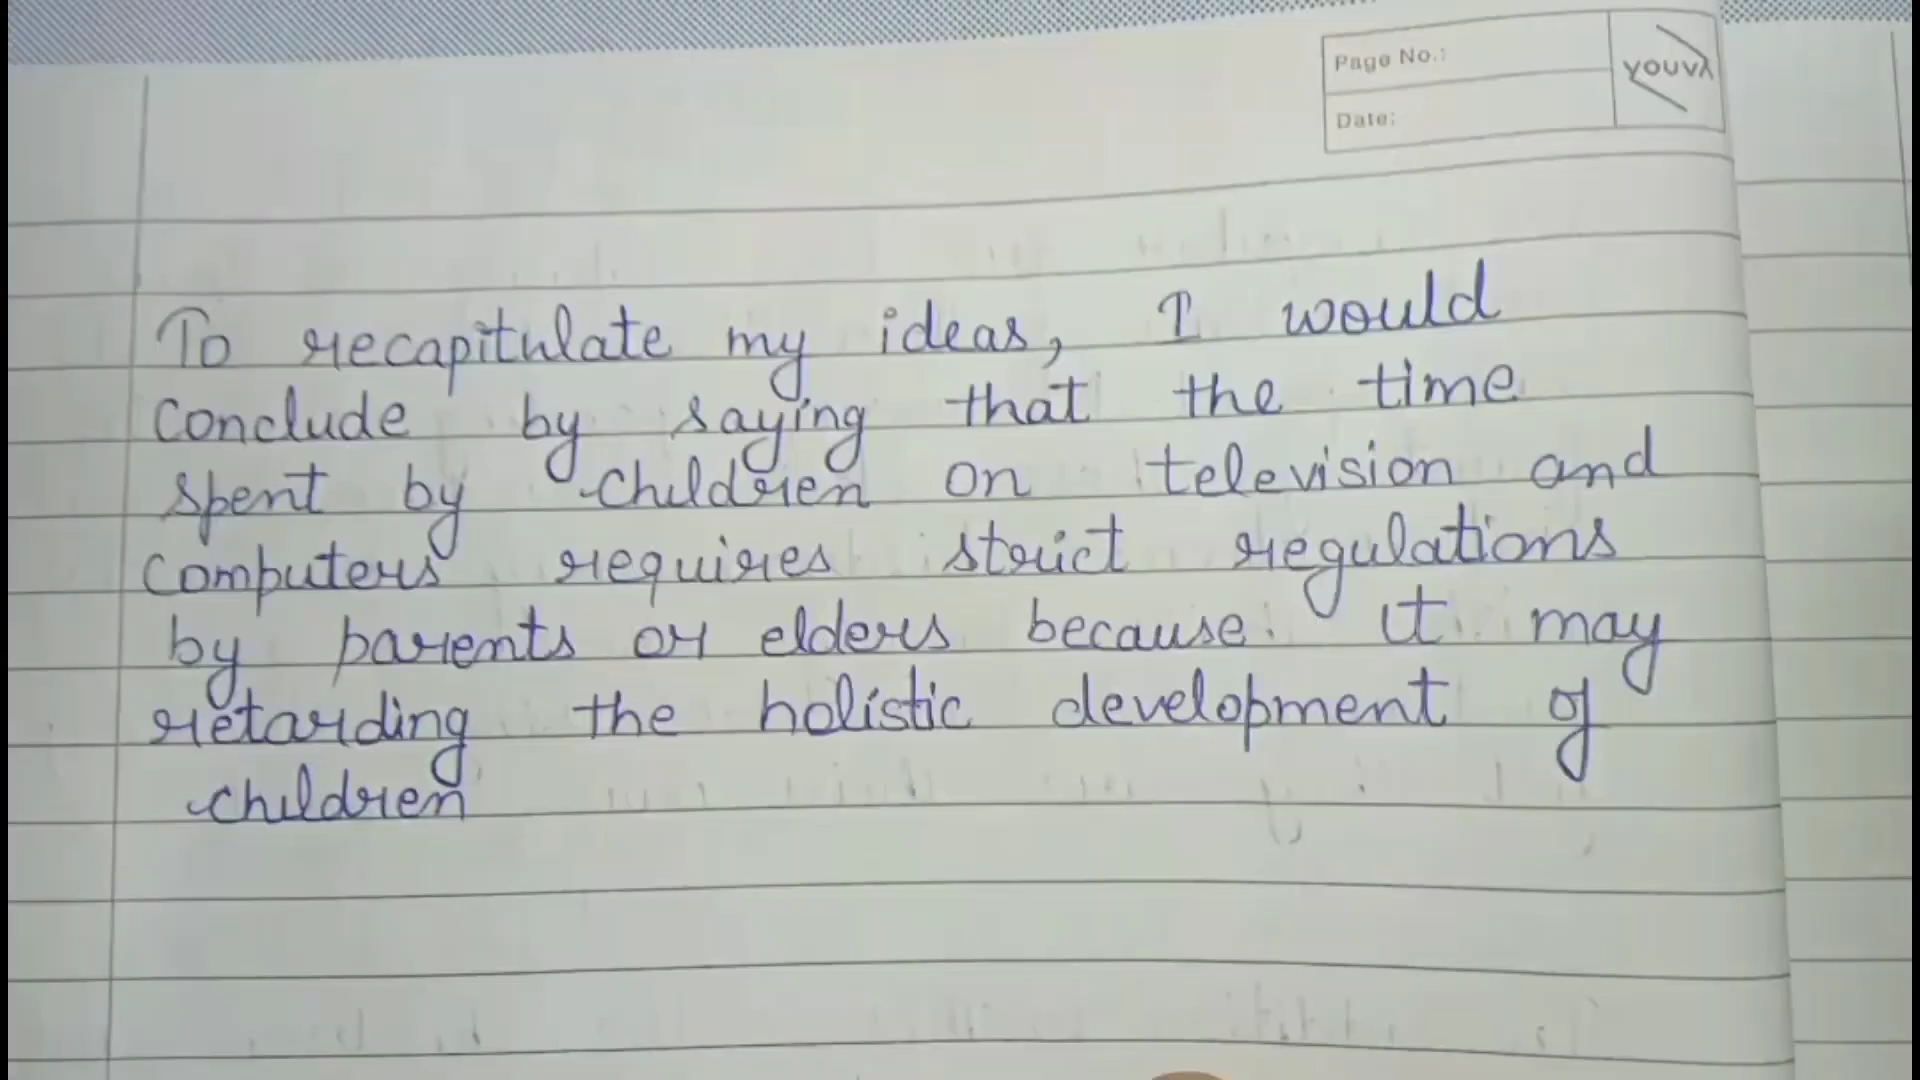 Page No.:
YOUVA
Date:
To recapitulate my ideas, I would
conclude by saying that the time
spent by children on television and
computers requires strict regulations
by parents or elders because it may
retarding the holistic development of
children